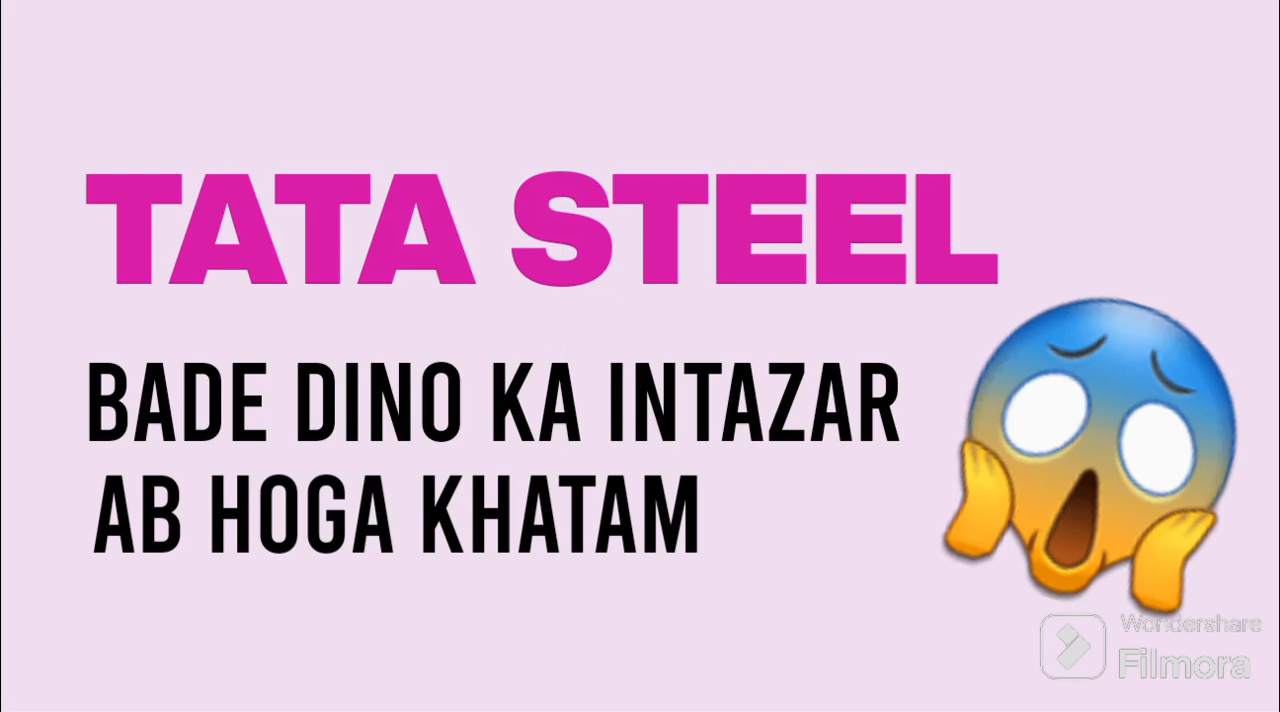 TATA STEEL
BADE DINO KA INTAZAR
AB HOGA KHATAM
Wondershare
Filmora